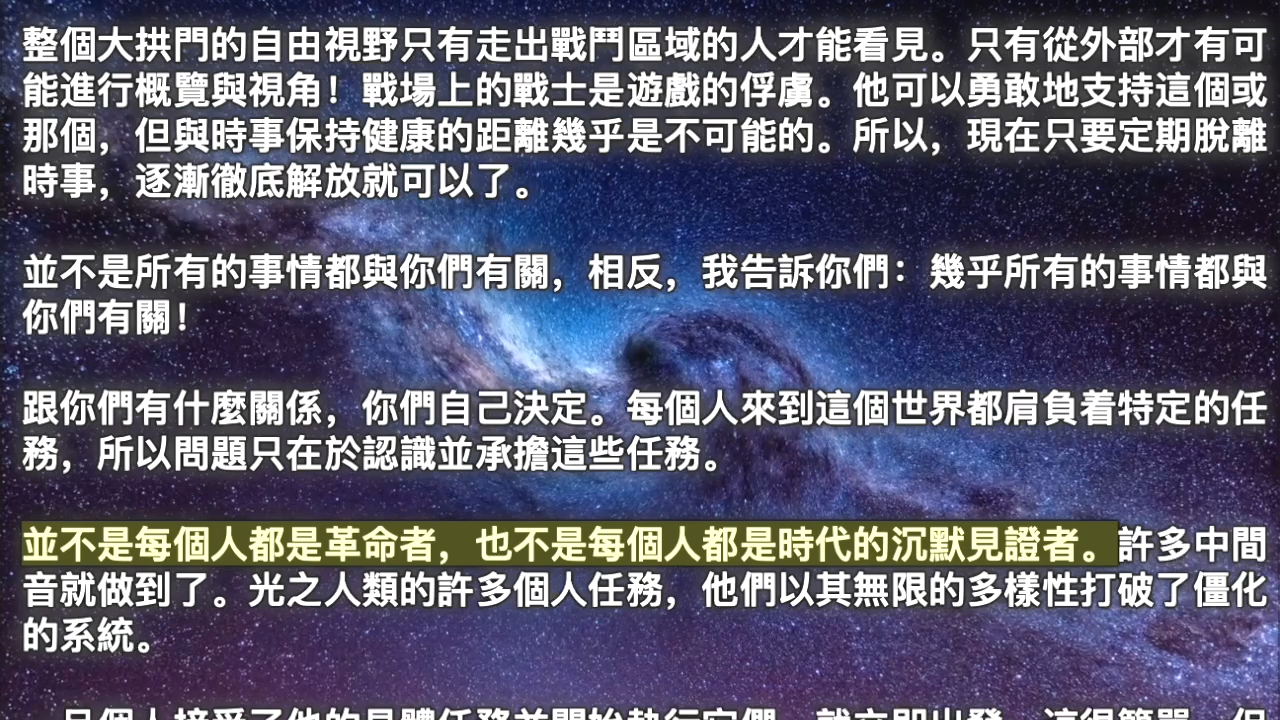 整個大拱門的自由視野只有走出戰鬥區域的人才能看見。只有從外部才有可
能進行概覽與視角！戰場上的戰士是遊戲的俘虜。他可以勇敢地支持這個或
那個，但與時事保持健康的距離幾乎是不可能的。所以，現在只要定期脫離
時事，逐漸徹底解放就可以了。
並不是所有的事情都與你們有關，相反，我告訴你們：幾乎所有的事情都與
你們有關！
跟你們有什麼關係，你們自己決定。每個人來到這個世界都肩負着特定的任
務，所以問題只在於認識並承擔這些任務。
並不是每個人都是革命者，也不是每個人都是時代的沉默見證者。許多中間
音就做到了。光之人類的許多個人任務，他們以其無限的多樣性打破了僵化
的系統。